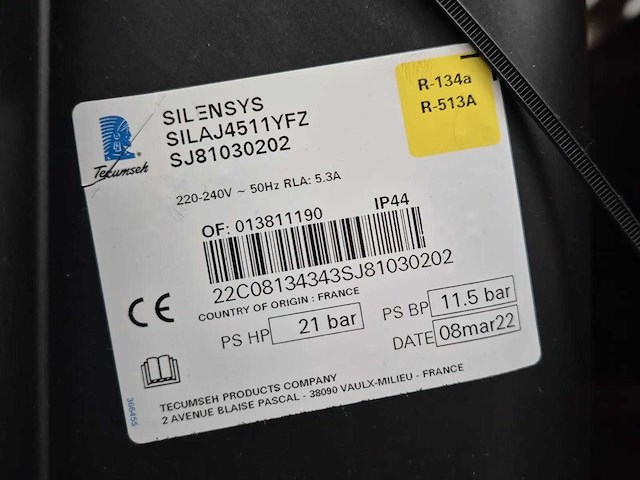 Tecumseh
SILENSYS
SILAJ4511YFZ
SJ81030202
R-134a
R-513A
220-240V ~ 50Hz RLA: 5.3A
OF: 013811190 IP44
22C08134343SJ81030202
COUNTRY OF ORIGIN : FRANCE
CE
PS HP 21 bar
PS BP 11.5 bar
DATE 08mar22
TECUMSEH PRODUCTS COMPANY
2 AVENUE BLAISE PASCAL - 38090 VAULX-MILIEU - FRANCE
366455